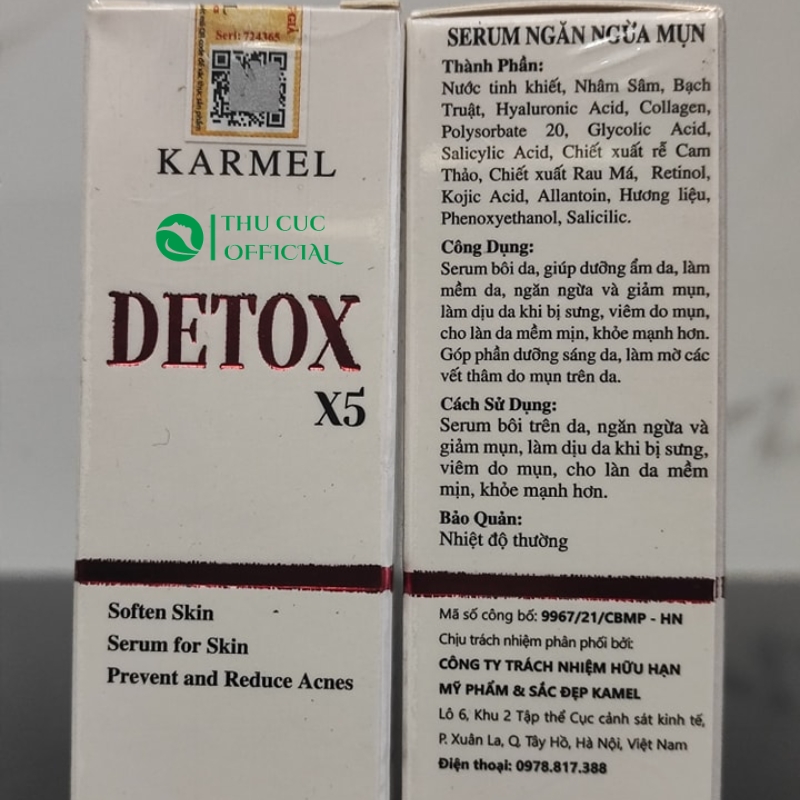 Seri: 724365
KARMEL
THU CUC
OFFICIAL
DETOX
X5
Soften Skin
Serum for Skin
Prevent and Reduce Acnes
SERUM NGĂN NGỪA MỤN
Thành Phần:
Nước tinh khiết, Nhâm Sâm, Bạch
Truật, Hyaluronic Acid, Collagen,
Polysorbate 20, Glycolic Acid,
Salicylic Acid, Chiết xuất rễ Cam
Thảo, Chiết xuất Rau Má, Retinol,
Kojic Acid, Allantoin, Hương liệu,
Phenoxyethanol, Salicilic.
Công Dụng:
Serum bôi da, giúp dưỡng ẩm da, làm
mềm da, ngăn ngừa và giảm mụn,
làm dịu da khi bị sưng, viêm do mụn,
cho làn da mềm mịn, khỏe mạnh hơn.
Góp phần dưỡng sáng da, làm mờ các
vết thâm do mụn trên da.
Cách Sử Dụng:
Serum bôi trên da, ngăn ngừa và
giảm mụn, làm dịu da khi bị sưng,
viêm do mụn, cho làn da mềm
mịn, khỏe mạnh hơn.
Bảo Quản:
Nhiệt độ thường
Mã số công bố: 9967/21/CBMP - HN
Chịu trách nhiệm phân phối bởi:
CÔNG TY TRÁCH NHIỆM HỮU HẠN
MỸ PHẨM & SẮC ĐẸP KAMEL
Lô 6, Khu 2 Tập thể Cục cảnh sát kinh tế,
P. Xuân La, Q. Tây Hồ, Hà Nội, Việt Nam
Điện thoại: 0978.817.388